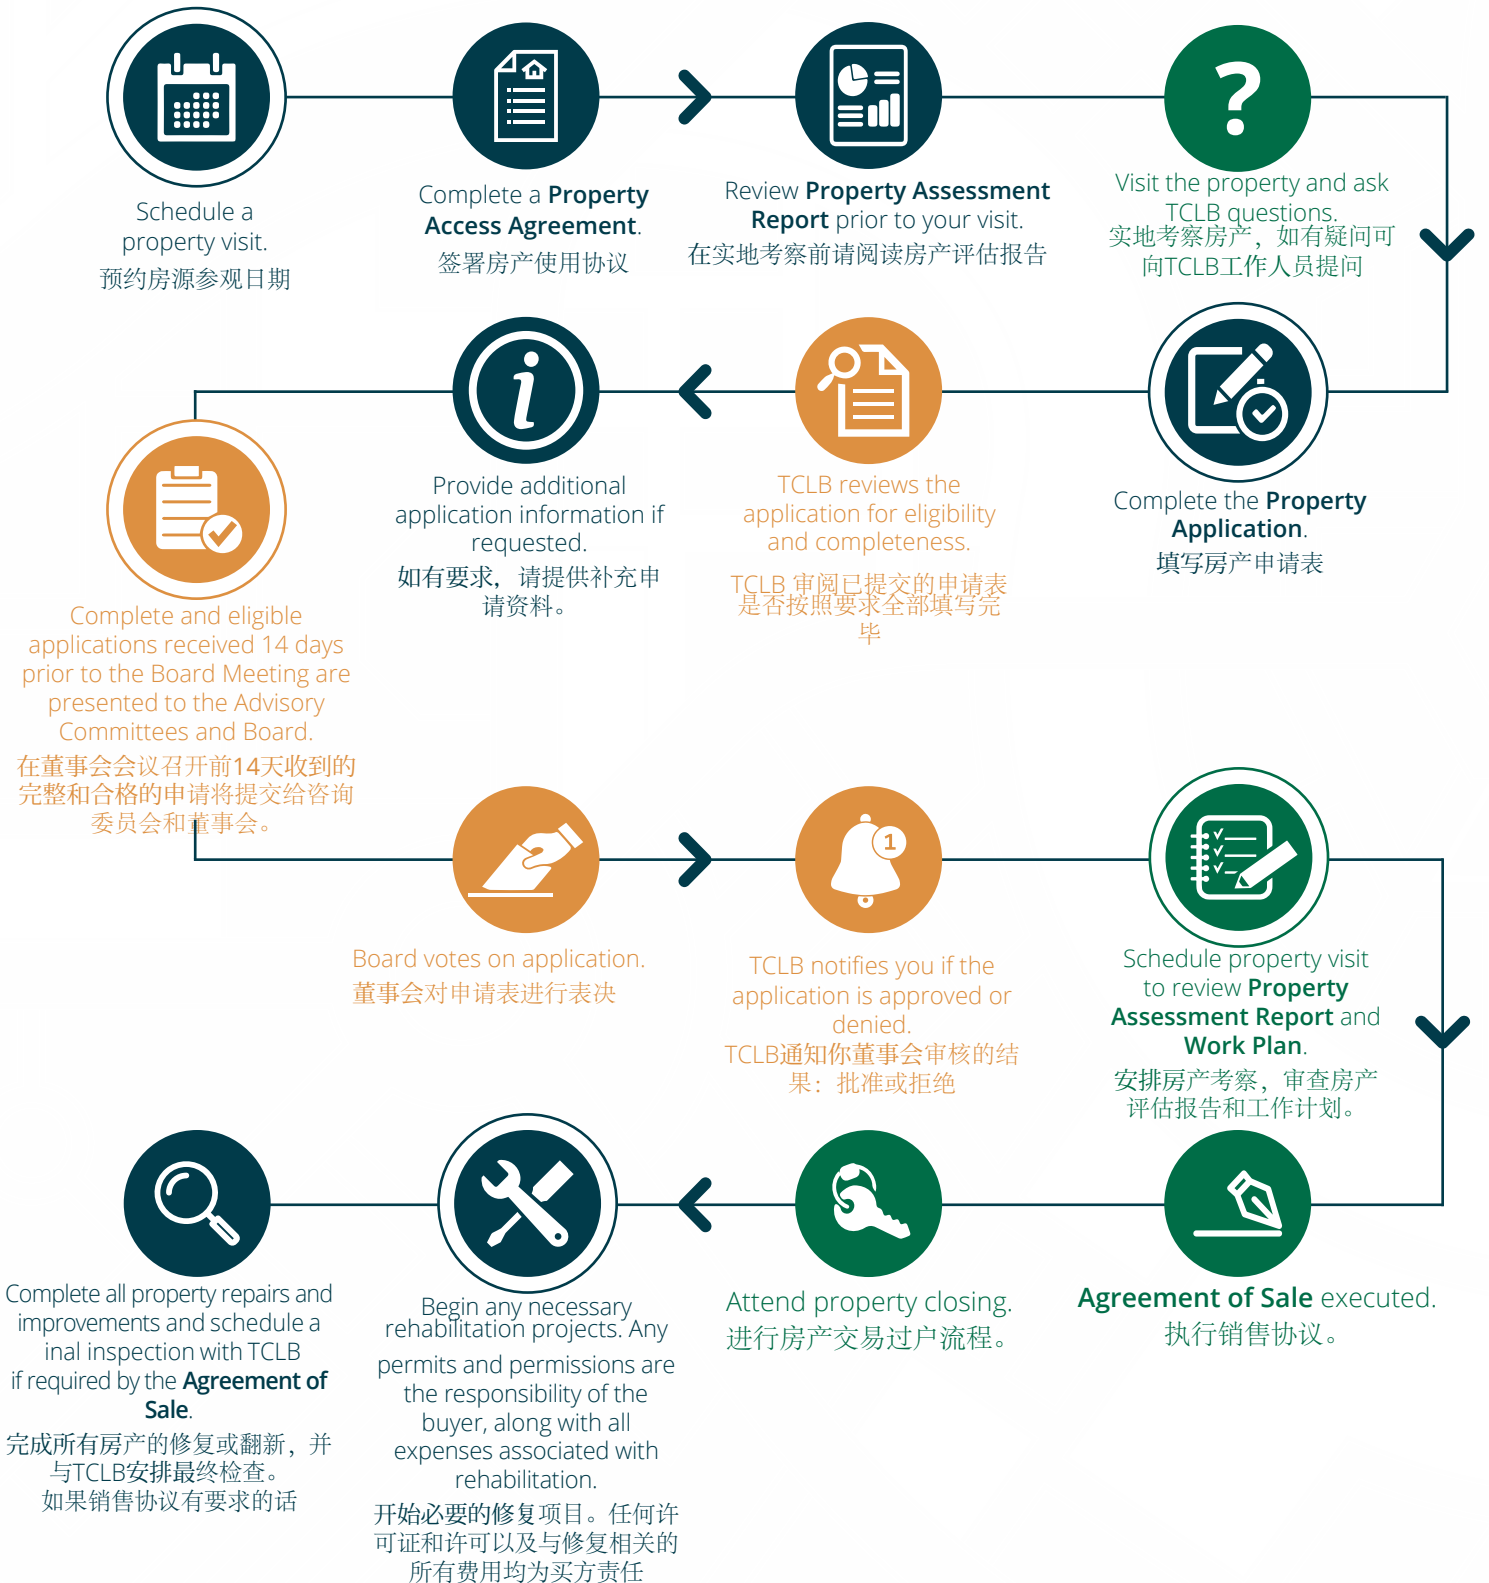 Schedule a
property visit.
预约房源参观日期
Complete a Property
Access Agreement.
签署房产使用协议
Review Property Assessment
Report prior to your visit.
在实地考察前请阅读房产评估报告
?
Visit the property and ask
TCLB questions.
实地考察房产，如有疑问可
向TCLB工作人员提问
Complete the Property
Application.
填写房产申请表
TCLB reviews the
application for eligibility
and completeness.
TCLB 审阅已提交的申请表
是否按照要求全部填写完
毕
i
Provide additional
application information if
requested.
如有要求，请提供补充申
请资料。
Complete and eligible
applications received 14 days
prior to the Board Meeting are
presented to the Advisory
Committees and Board.
在董事会会议召开前14天收到的
完整和合格的申请将提交给咨询
委员会和董事会。
Board votes on application.
董事会对申请表进行表决
1
TCLB notifies you if the
application is approved or
denied.
TCLB通知你董事会审核的结
果：批准或拒绝
Schedule property visit
to review Property
Assessment Report and
Work Plan.
安排房产考察，审查房产
评估报告和工作计划。
Agreement of Sale executed.
执行销售协议。
Attend property closing.
进行房产交易过户流程。
Begin any necessary
rehabilitation projects. Any
permits and permissions are
the responsibility of the
buyer, along with all
expenses associated with
rehabilitation.
开始必要的修复项目。任何许
可证和许可以及与修复相关的
所有费用均为买方责任
Complete all property repairs and
improvements and schedule a
inal inspection with TCLB
if required by the Agreement of
Sale.
完成所有房产的修复或翻新，并
与TCLB安排最终检查。
如果销售协议有要求的话